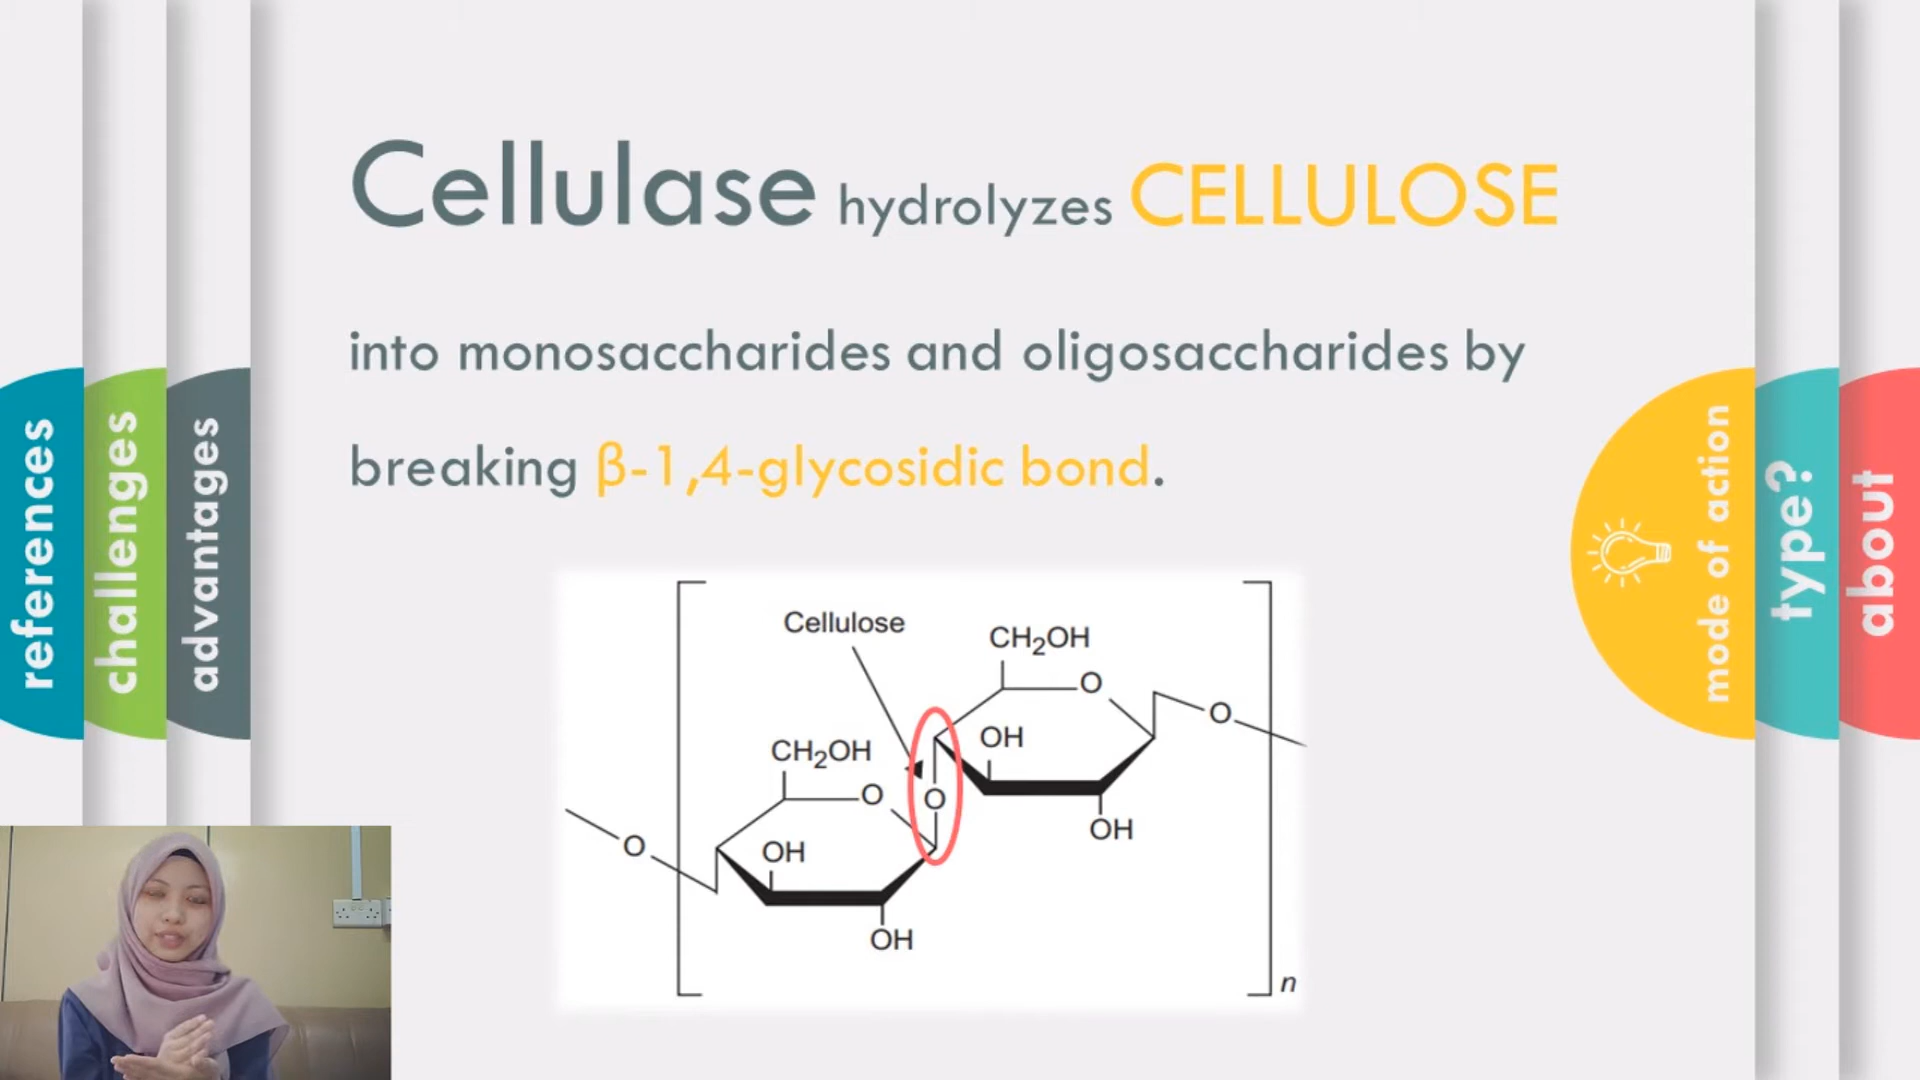 Cellulase hydrolyzes CELLULOSE
into monosaccharides and oligosaccharides by
breaking β-1,4-glycosidic bond.
references
challenges
advantages
mode of action
type?
about
Cellulose
CH₂OH
O
O
OH
CH₂OH
O
O
OH
O
OH
OH
n